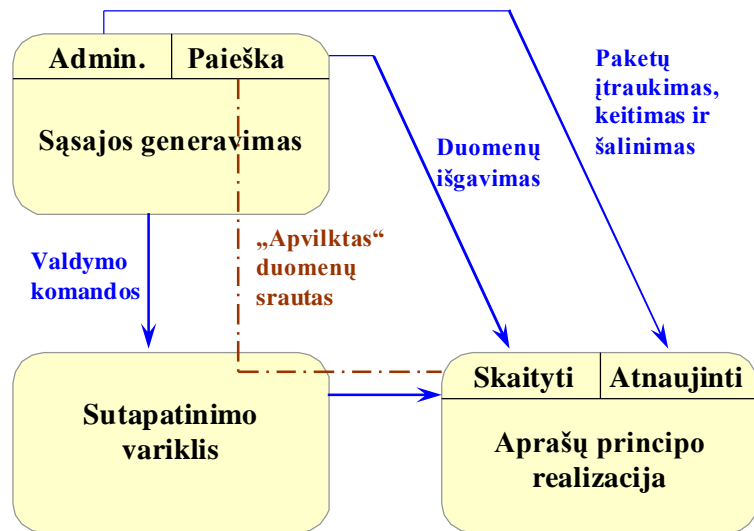 Admin.
Paieška
Sąsajos generavimas
Paketų
įtraukimas,
keitimas ir
šalinimas
Duomenų
išgavimas
„Apvilktas“
duomenų
srautas
Valdymo
komandos
Sutapatinimo
variklis
Skaityti
Atnaujinti
Aprašų principo
realizacija